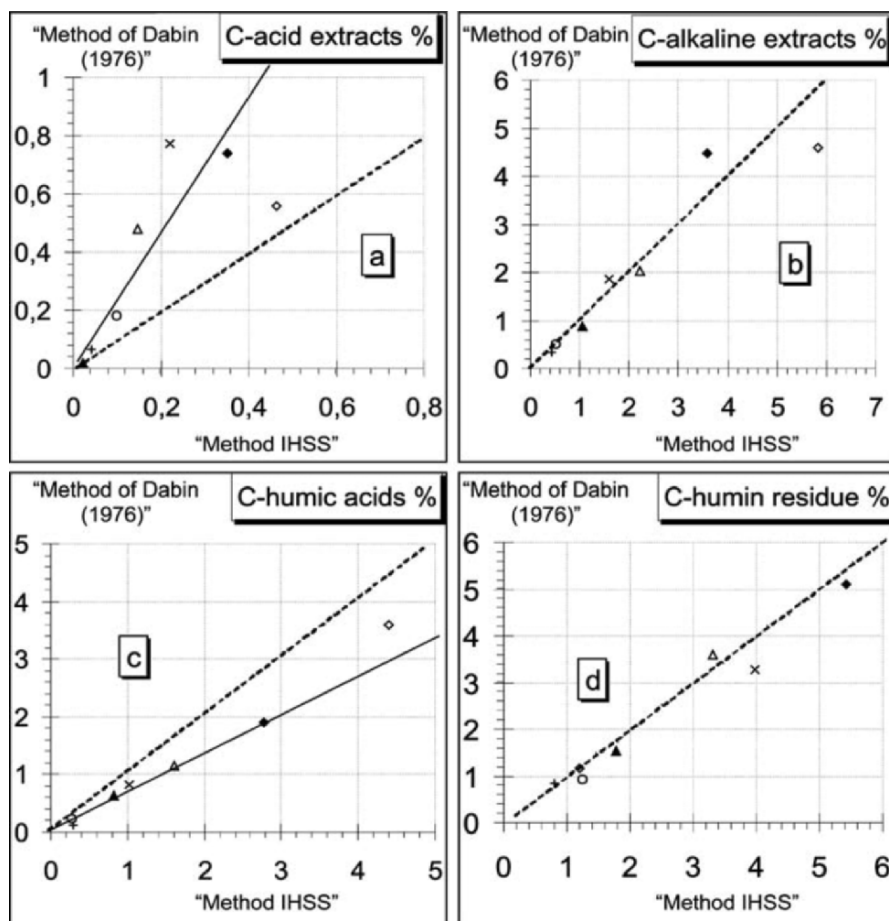 “Method of Dabin
(1976)”
C-acid extracts %
1
0,8
0,6
0,4
0,2
0
a
0 0,2 0,4 0,6 0,8
“Method IHSS”
“Method of Dabin
(1976)”
C-alkaline extracts %
6
5
4
3
2
1
0
b
0 1 2 3 4 5 6 7
“Method IHSS”
“Method of Dabin
(1976)”
C-humic acids %
5
4
3
2
1
0
c
0 1 2 3 4 5
“Method IHSS”
“Method of Dabin
(1976)”
C-humin residue %
6
5
4
3
2
1
0
d
0 1 2 3 4 5 6
“Method IHSS”